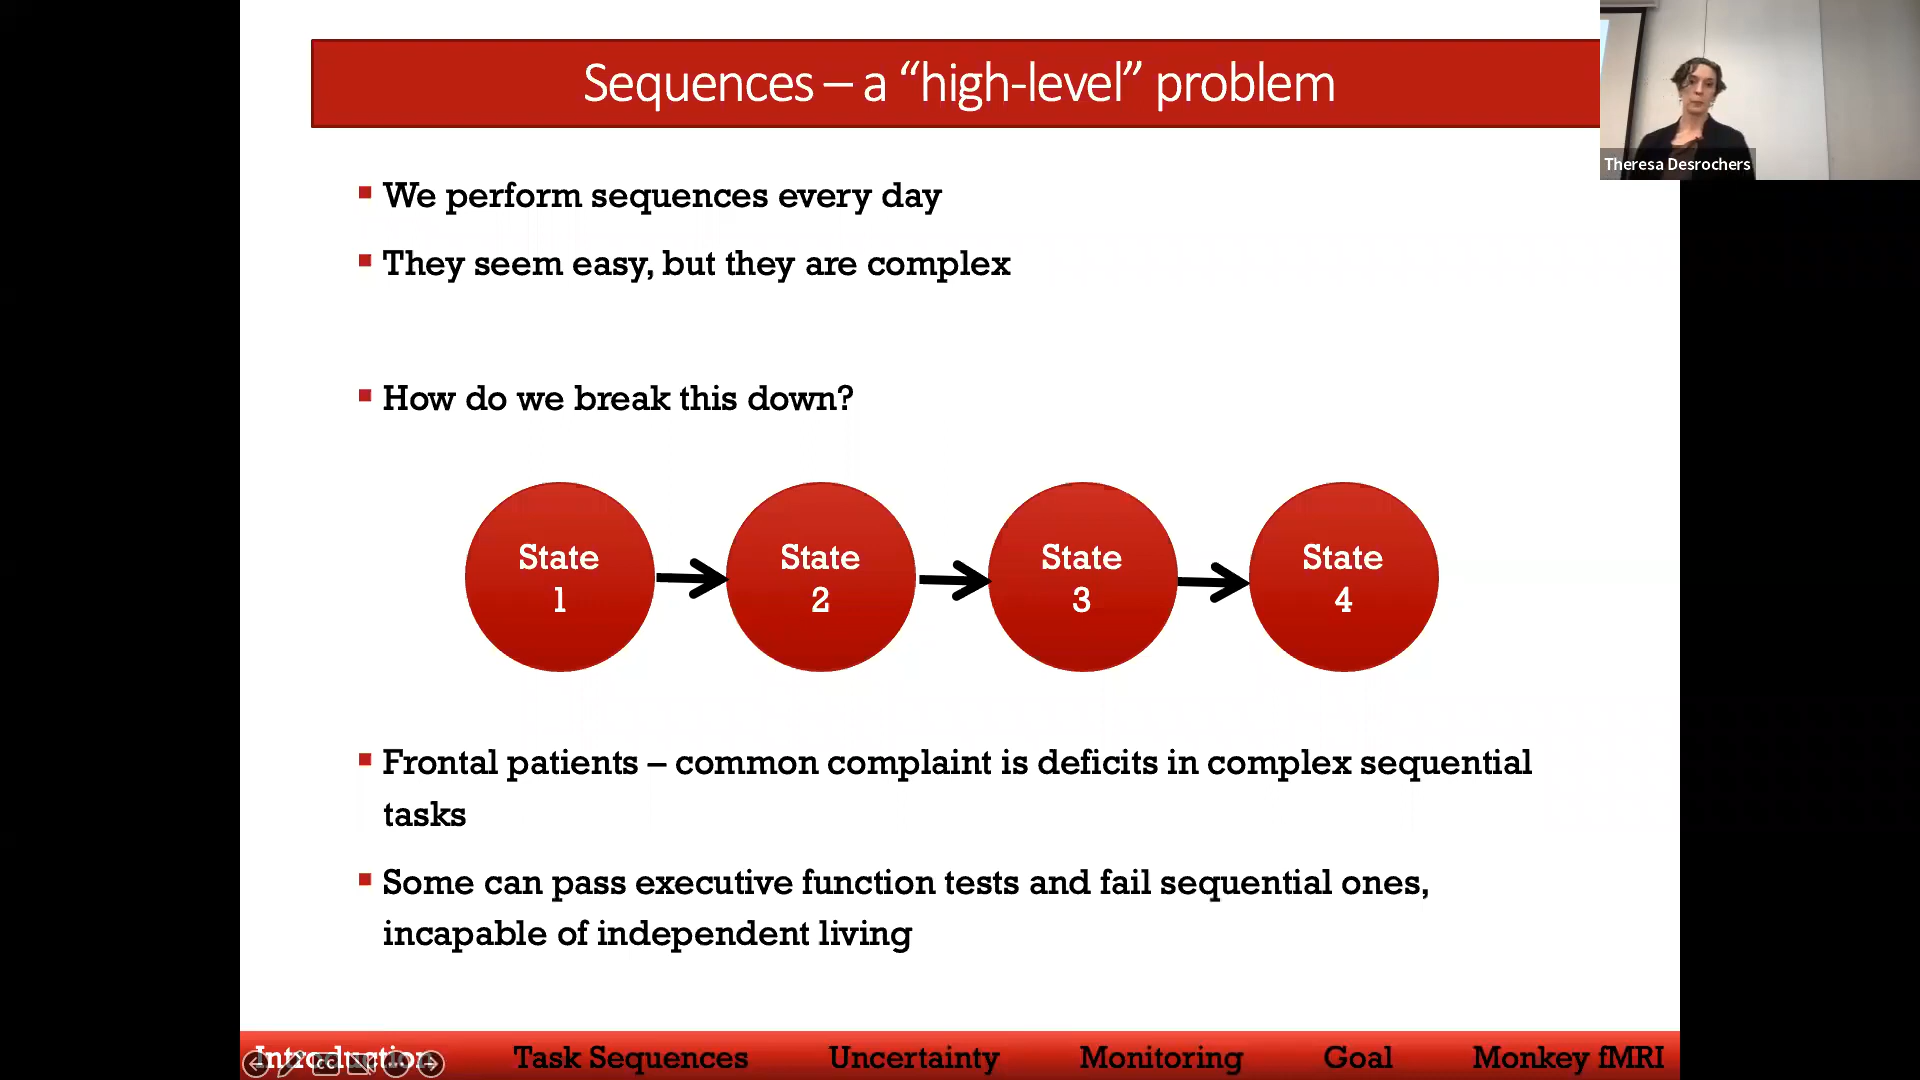 Sequences – a “high-level” problem
Theresa Desrochers
We perform sequences every day
They seem easy, but they are complex
How do we break this down?
State
1
State
2
State
3
State
4
Frontal patients – common complaint is deficits in complex sequential
tasks
Some can pass executive function tests and fail sequential ones,
incapable of independent living
Introduction Task Sequences Uncertainty Monitoring Goal Monkey fMRI
CC